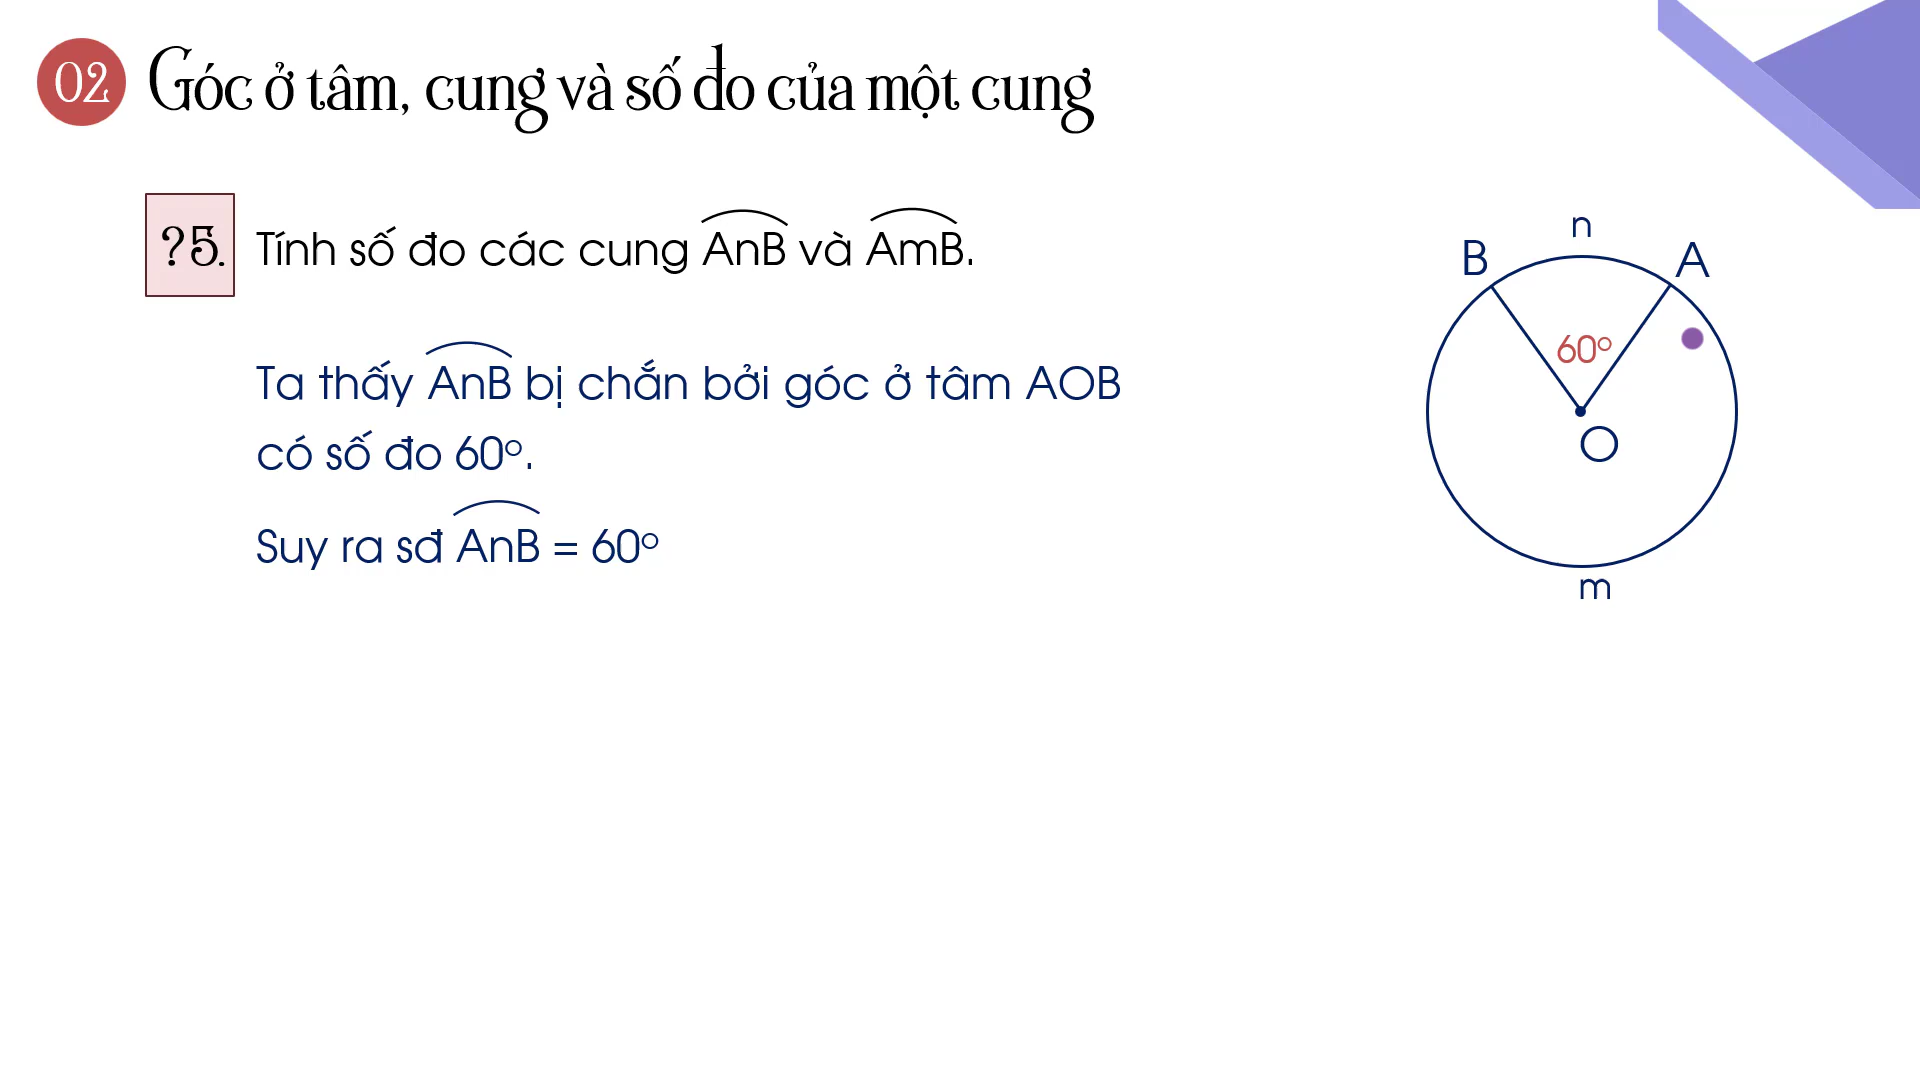 02 Góc ở tâm, cung và số đo của một cung
?5. Tính số đo các cung AnB và AmB.
Ta thấy AnB bị chắn bởi góc ở tâm AOB
có số đo 60°.
Suy ra sđ AnB = 60°
n
B
A
60°
O
m